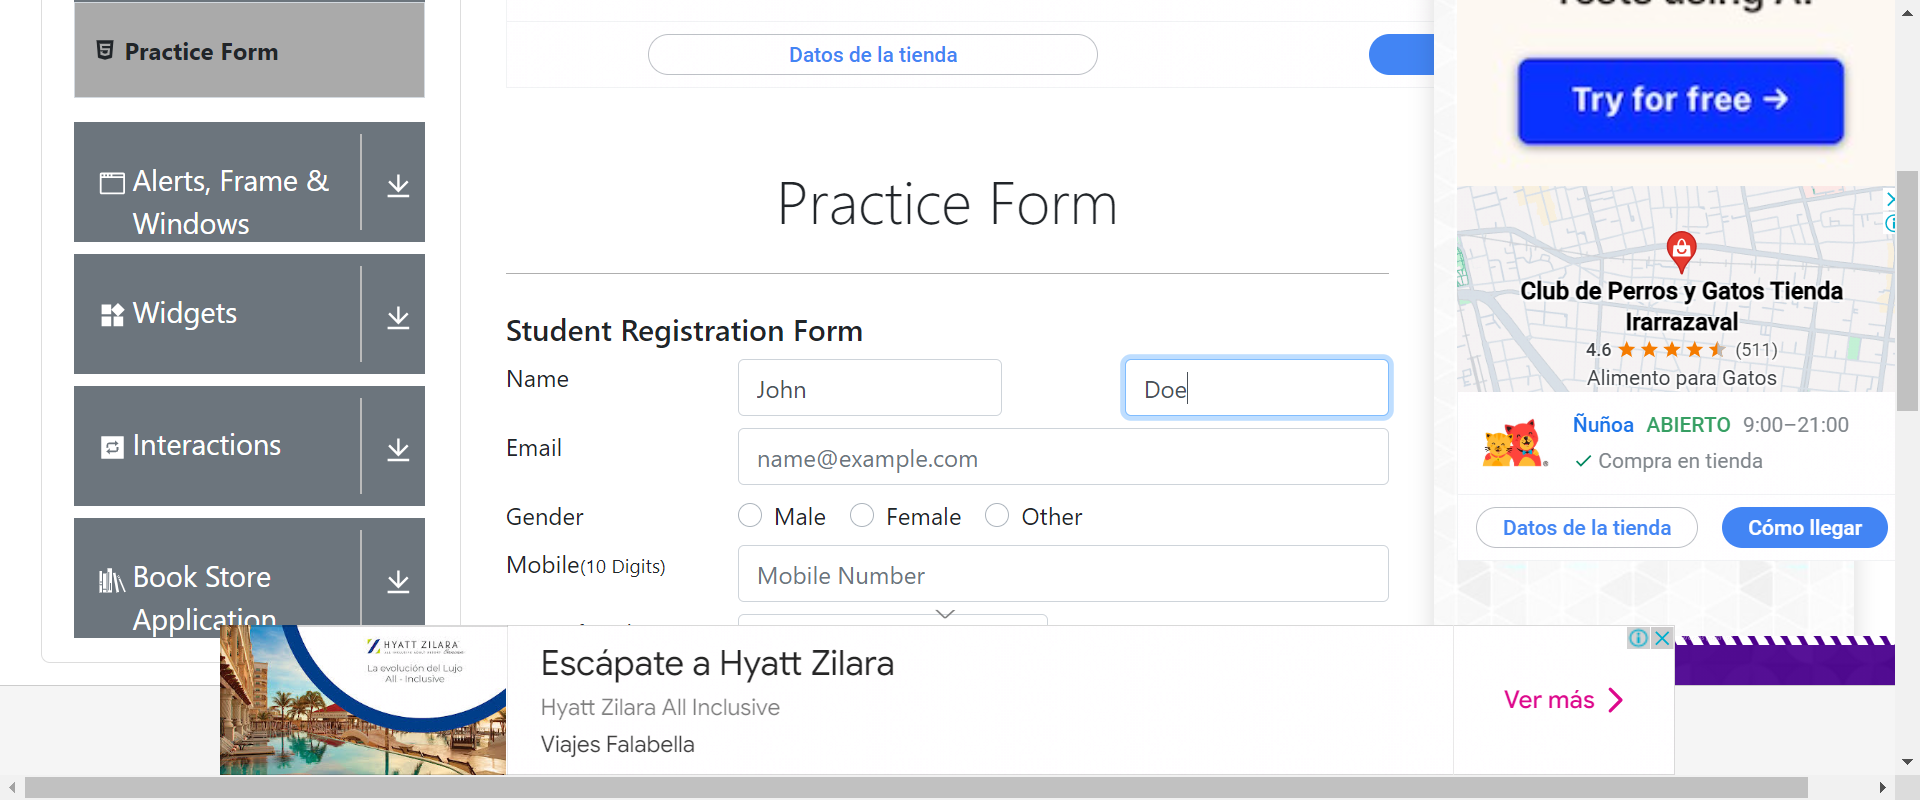 Practice Form
Alerts, Frame &
Windows
Widgets
Interactions
Book Store
Application
Datos de la tienda
Practice Form
Student Registration Form
Name
John
Doe
Email
name@example.com
Gender
Male
Female
Other
Mobile(10 Digits)
Mobile Number
Try for free →
Club de Perros y Gatos Tienda
Irarrazaval
4.6
(511)
Alimento para Gatos
Ñuñoa ABIERTO 9:00–21:00
Compra en tienda
Datos de la tienda
Cómo llegar
HYATT ZILARA
La evolución del Lujo
All - Inclusive
Escápate a Hyatt Zilara
Hyatt Zilara All Inclusive
Viajes Falabella
Ver más